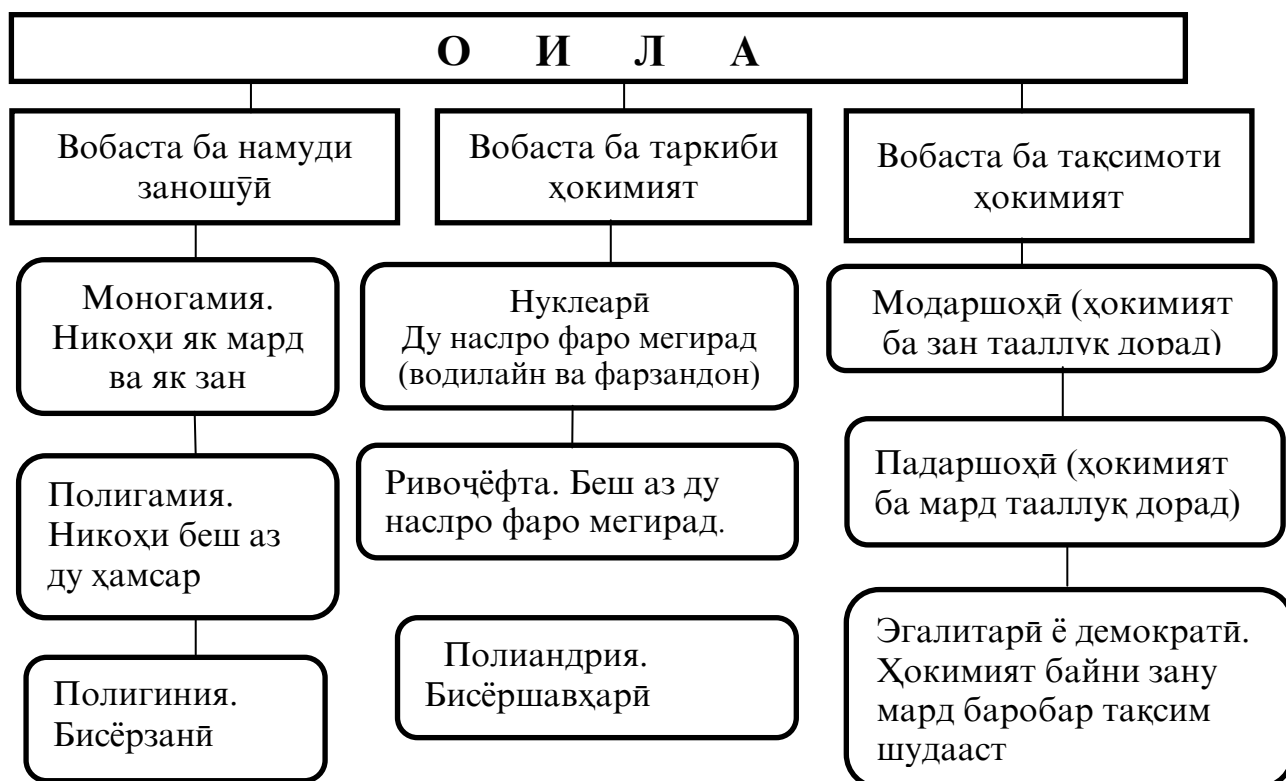 О И Л А
Вобаста ба намуди
заношӯӣ
Вобаста ба таркиби
ҳокимият
Вобаста ба тақсимоти
ҳокимият
Моногамия.
Никоҳи як мард
ва як зан
Нуклеарӣ
Ду наслро фаро мегирад
(водилайн ва фарзандон)
Модаршоҳӣ (ҳокимият
ба зан тааллуқ дорад)
Полигамия.
Никоҳи беш аз
ду ҳамсар
Ривоҷёфта. Беш аз ду
наслро фаро мегирад.
Падаршоҳӣ (ҳокимият
ба мард тааллуқ дорад)
Полигиния.
Бисёрзанӣ
Полиандрия.
Бисёршавҳарӣ
Эгалитарӣ ё демократӣ.
Ҳокимият байни зану
мард баробар тақсим
шудааст